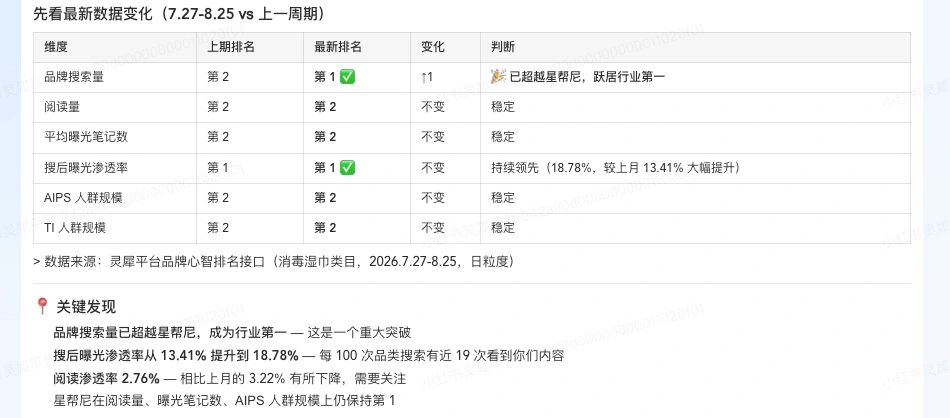 先看最新数据变化（7.27-8.25 vs 上一周期）
维度 上期排名 最新排名 变化 判断
品牌搜索量 第 2 第 1 ✅ ↑1 🎉 已超越星帮尼，跃居行业第一
阅读量 第 2 第 2 不变 稳定
平均曝光笔记数 第 2 第 2 不变 稳定
搜后曝光渗透率 第 1 第 1 ✅ 不变 持续领先（18.78%，较上月 13.41% 大幅提升）
AIPS 人群规模 第 2 第 2 不变 稳定
TI 人群规模 第 2 第 2 不变 稳定
> 数据来源：灵犀平台品牌心智排名接口（消毒湿巾类目，2026.7.27-8.25，日粒度）
📍 关键发现
品牌搜索量已超越星帮尼，成为行业第一 — 这是一个重大突破
搜后曝光渗透率从 13.41% 提升到 18.78% — 每 100 次品类搜索有近 19 次看到你们内容
阅读渗透率 2.76% — 相比上月的 3.22% 有所下降，需要关注
星帮尼在阅读量、曝光笔记数、AIPS 人群规模上仍保持第 1